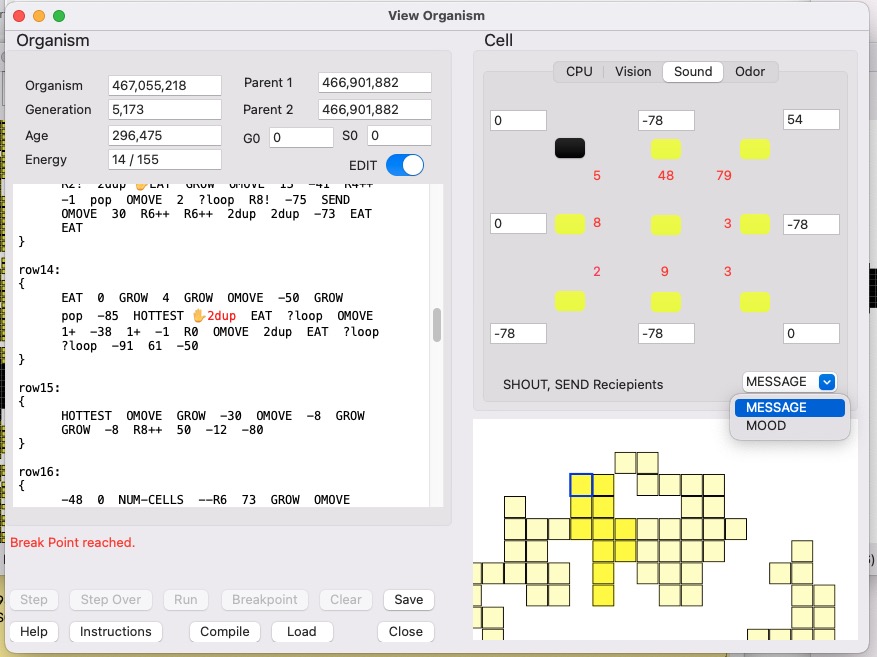 View Organism
Organism
Organism 467,055,218
Generation 5,173
Age 296,475
Energy 14 / 155
Parent 1 466,901,882
Parent 2 466,901,882
G0 0 S0 0
EDIT
R2! 2dup ✋EAT GROW OMOVE 13 -41 R4++
-1 pop OMOVE 2 ?loop R8! -75 SEND
OMOVE 30 R6++ R6++ 2dup 2dup -73 EAT
EAT
}
row14:
{
EAT 0 GROW 4 GROW OMOVE -50 GROW
pop -85 HOTTEST ✋2dup EAT ?loop OMOVE
1+ -38 1+ -1 R0 OMOVE 2dup EAT ?loop
?loop -91 61 -50
}
row15:
{
HOTTEST OMOVE GROW -30 OMOVE -8 GROW
GROW -8 R8++ 50 -12 -80
}
row16:
{
-48 0 NUM-CELLS --R6 73 GROW OMOVE
Break Point reached.
Step Step Over Run Breakpoint Clear Save
Help Instructions Compile Load Close
Cell
CPU Vision Sound Odor
0 -78 54
5 48 79
0 8 3 -78
2 9 3
-78 -78 0
SHOUT, SEND Reciepients MESSAGE
MESSAGE
MOOD